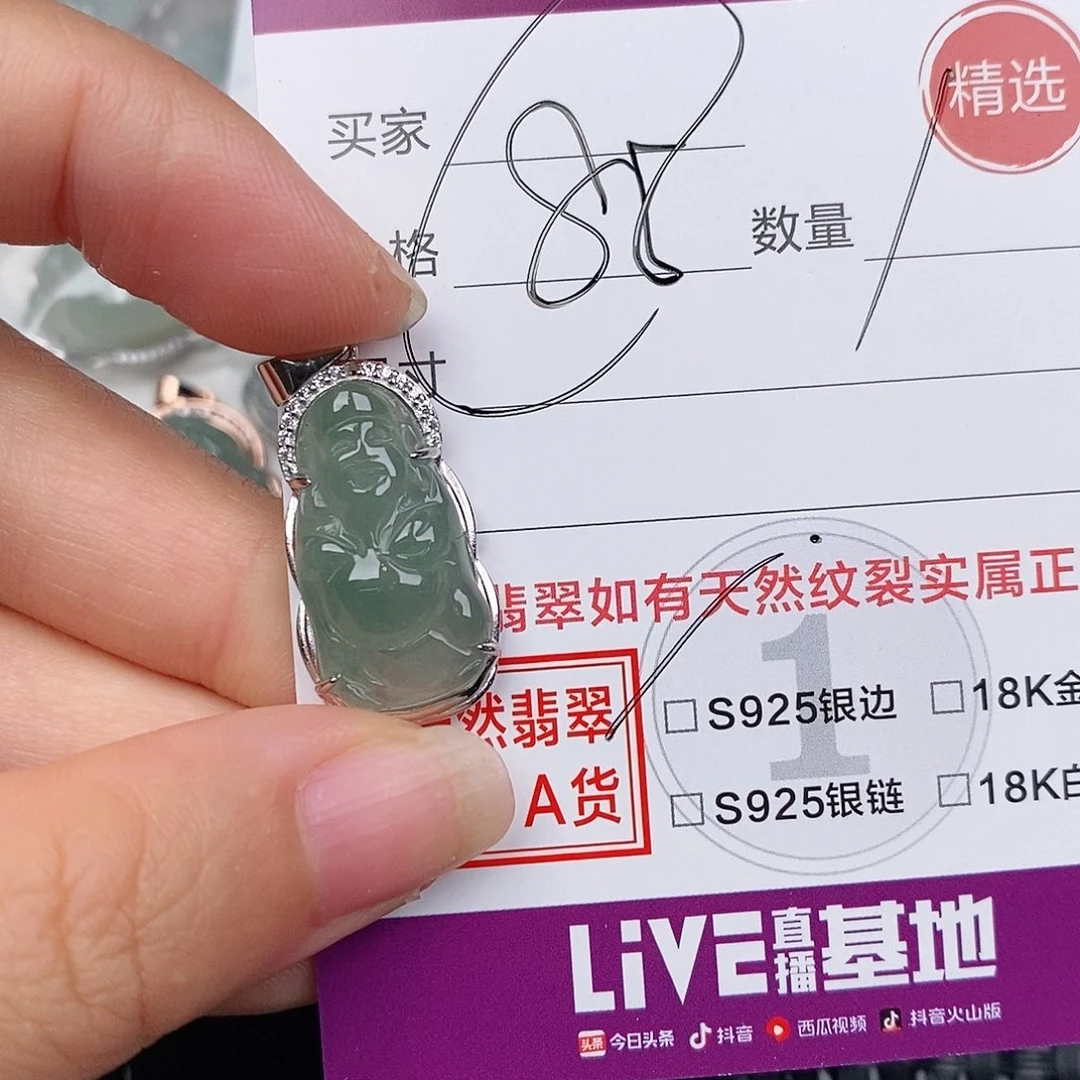 精选
买家
格
数量
寸
翡翠如有天然纹裂实属正
然翡翠
A货
□ S925银边
□ 18K金
□ S925银链
□ 18K白
1
LiVE直播基地
头条 今日头条 抖音 西瓜视频 抖音火山版